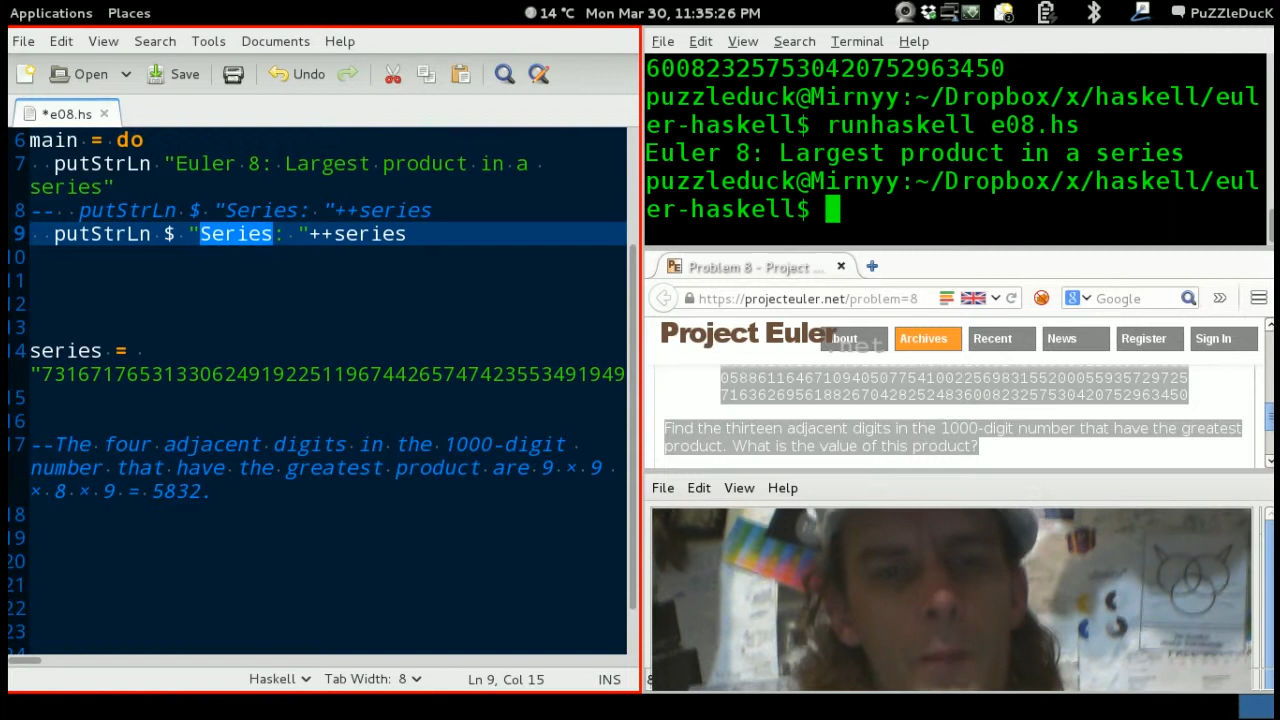 Applications Places 14 °C Mon Mar 30, 11:35:26 PM PuZZleDucK
File Edit View Search Tools Documents Help
Open Save Undo
*e08.hs
6 main = do
7 putStrLn "Euler 8: Largest product in a
series"
8 -- putStrLn $ "Series: "++series
9 putStrLn $ "Series: "++series
10
11
12
13
14 series =
"73167176531330624919225119674426574742355349194
15
16
17 --The four adjacent digits in the 1000-digit
number that have the greatest product are 9 × 9
× 8 × 9 = 5832.
18
19
20
21
22
23
Haskell Tab Width: 8 Ln 9, Col 15 INS
File Edit View Search Terminal Help
600823257530420752963450
puzzleduck@Mirnyy:~/Dropbox/x/haskell/eul
er-haskell$ runhaskell e08.hs
Euler 8: Largest product in a series
puzzleduck@Mirnyy:~/Dropbox/x/haskell/eul
er-haskell$
Problem 8 - Project ...
https://projecteuler.net/problem=8 Google
Project Euler .net About Archives Recent News Register Sign In
05886116467109405077541002256983155200055935729725
71636269561882670428252483600823257530420752963450
Find the thirteen adjacent digits in the 1000-digit number that have the greatest
product. What is the value of this product?
File Edit View Help